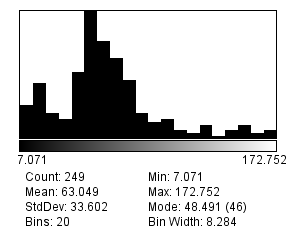 7.071 172.752
Count: 249 Min: 7.071
Mean: 63.049 Max: 172.752
StdDev: 33.602 Mode: 48.491 (46)
Bins: 20 Bin Width: 8.284